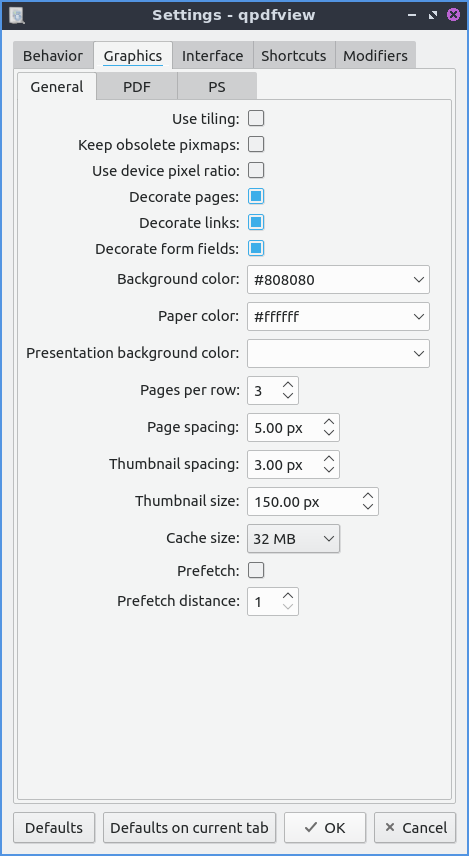 Settings - qpdfview
Behavior Graphics Interface Shortcuts Modifiers
General PDF PS
Use tiling:
Keep obsolete pixmaps:
Use device pixel ratio:
Decorate pages:
Decorate links:
Decorate form fields:
Background color: #808080
Paper color: #ffffff
Presentation background color:
Pages per row: 3
Page spacing: 5.00 px
Thumbnail spacing: 3.00 px
Thumbnail size: 150.00 px
Cache size: 32 MB
Prefetch:
Prefetch distance: 1
Defaults Defaults on current tab OK Cancel